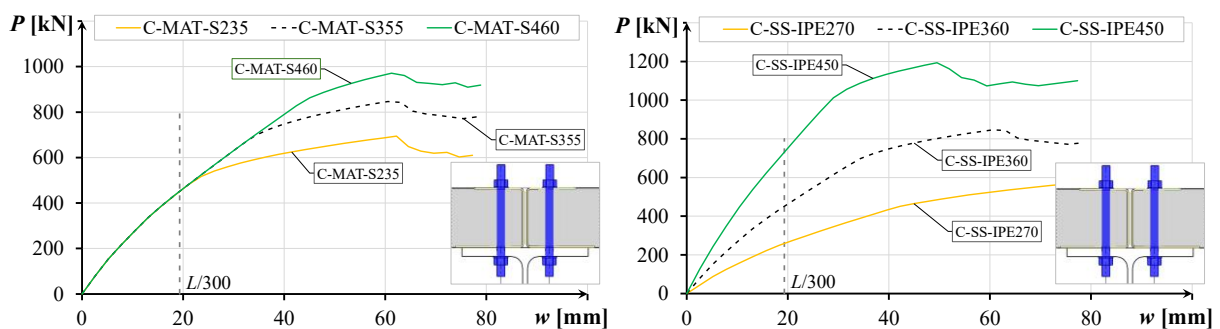 P [kN]
C-MAT-S235 C-MAT-S355 C-MAT-S460
1000
C-MAT-S460
800
C-MAT-S355
600
C-MAT-S235
400
200
L/300
0
0 20 40 60 80 w [mm]
P [kN]
C-SS-IPE270 C-SS-IPE360 C-SS-IPE450
1200
C-SS-IPE450
1000
800
C-SS-IPE360
600
400
C-SS-IPE270
200
L/300
0
0 20 40 60 80 w [mm]